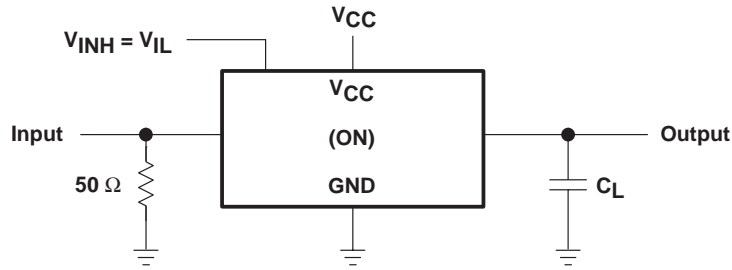 VCC
VINH = VIL
VCC
Input
(ON)
Output
50 Ω
GND
CL